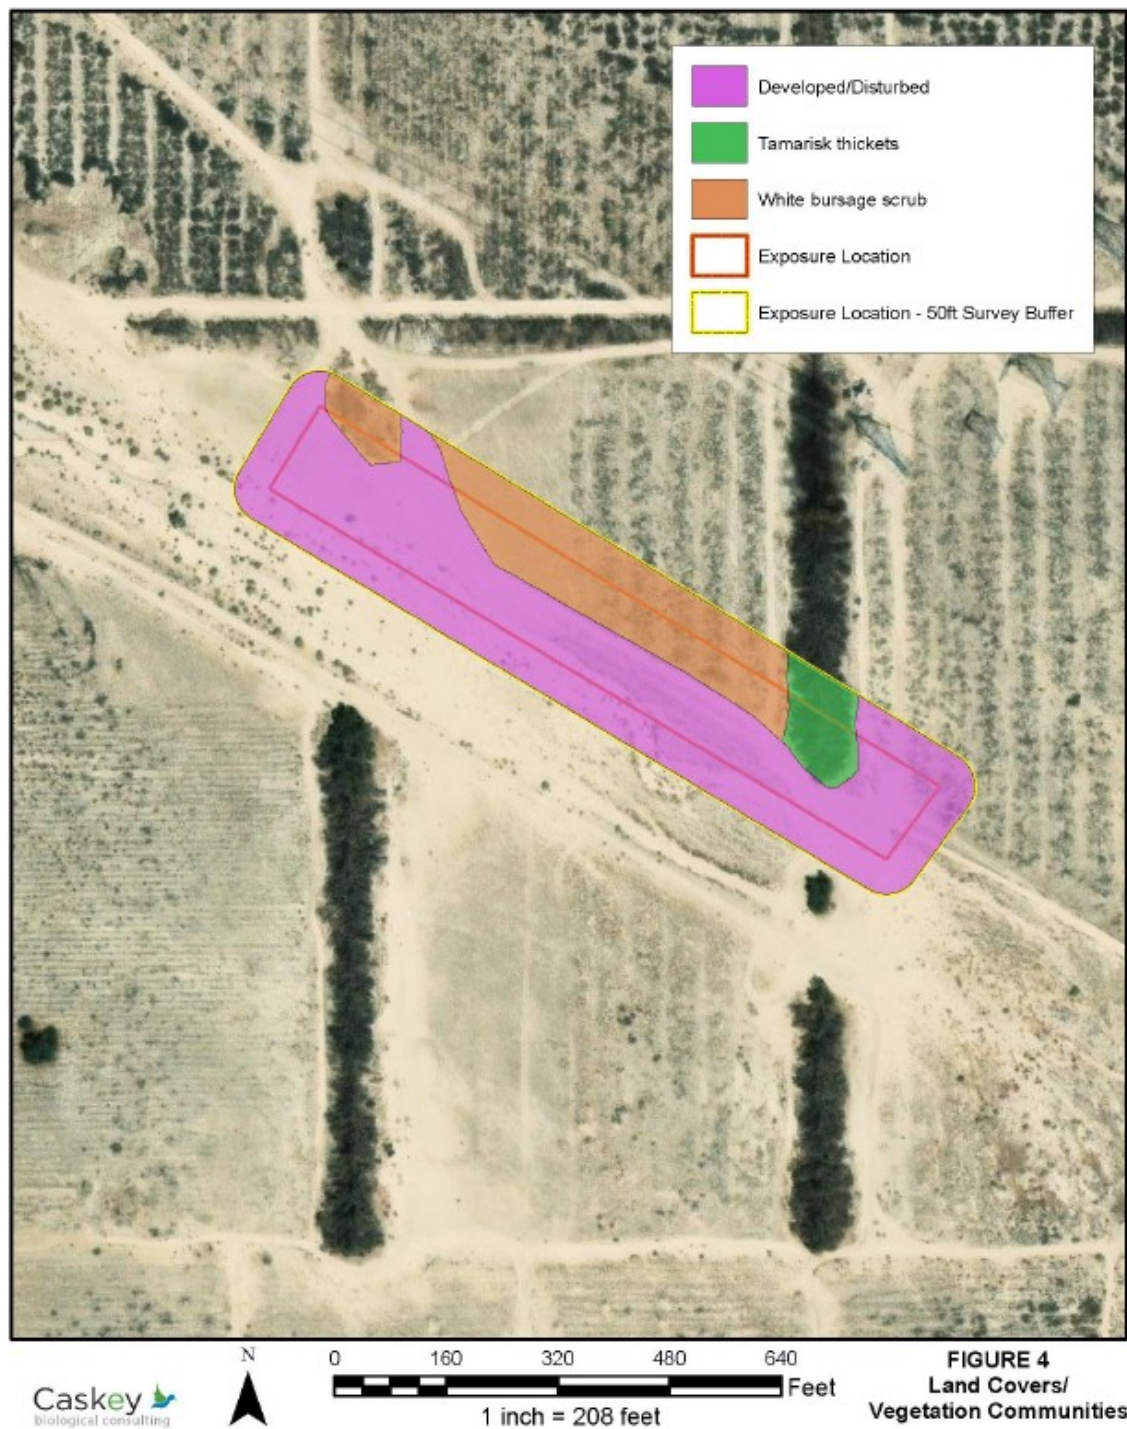 Developed/Disturbed
Tamarisk thickets
White bursage scrub
Exposure Location
Exposure Location - 50ft Survey Buffer
N
0 160 320 480 640
Feet
1 inch = 208 feet
Caskey
biological consulting
FIGURE 4
Land Covers/
Vegetation Communities